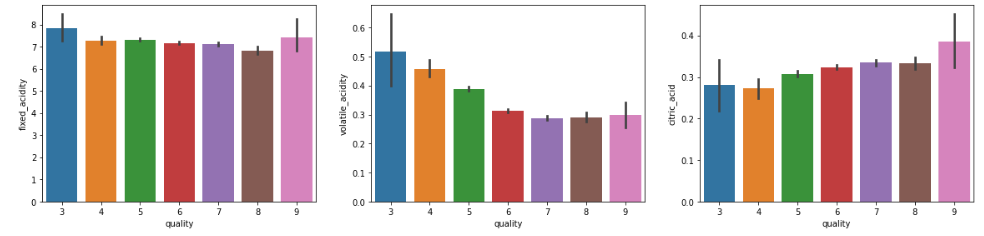 8
7
6
5
4
3
2
1
0
fixed_acidity
3 4 5 6 7 8 9
quality
0.6
0.5
0.4
0.3
0.2
0.1
0.0
volatile_acidity
3 4 5 6 7 8 9
quality
0.4
0.3
0.2
0.1
0.0
citric_acid
3 4 5 6 7 8 9
quality